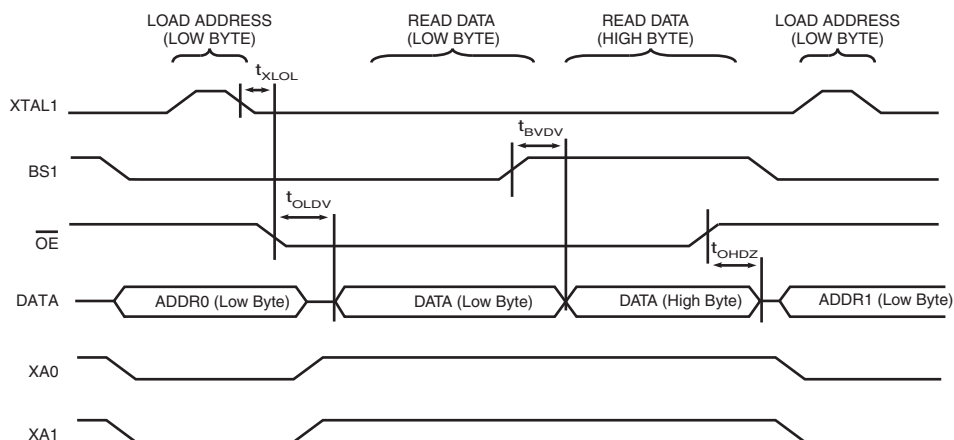 LOAD ADDRESS
(LOW BYTE)
READ DATA
(LOW BYTE)
READ DATA
(HIGH BYTE)
LOAD ADDRESS
(LOW BYTE)
tXLOL
XTAL1
tBVDV
BS1
tOLDV
OE
tOHDZ
DATA
ADDR0 (Low Byte)
DATA (Low Byte)
DATA (High Byte)
ADDR1 (Low Byte)
XA0
XA1